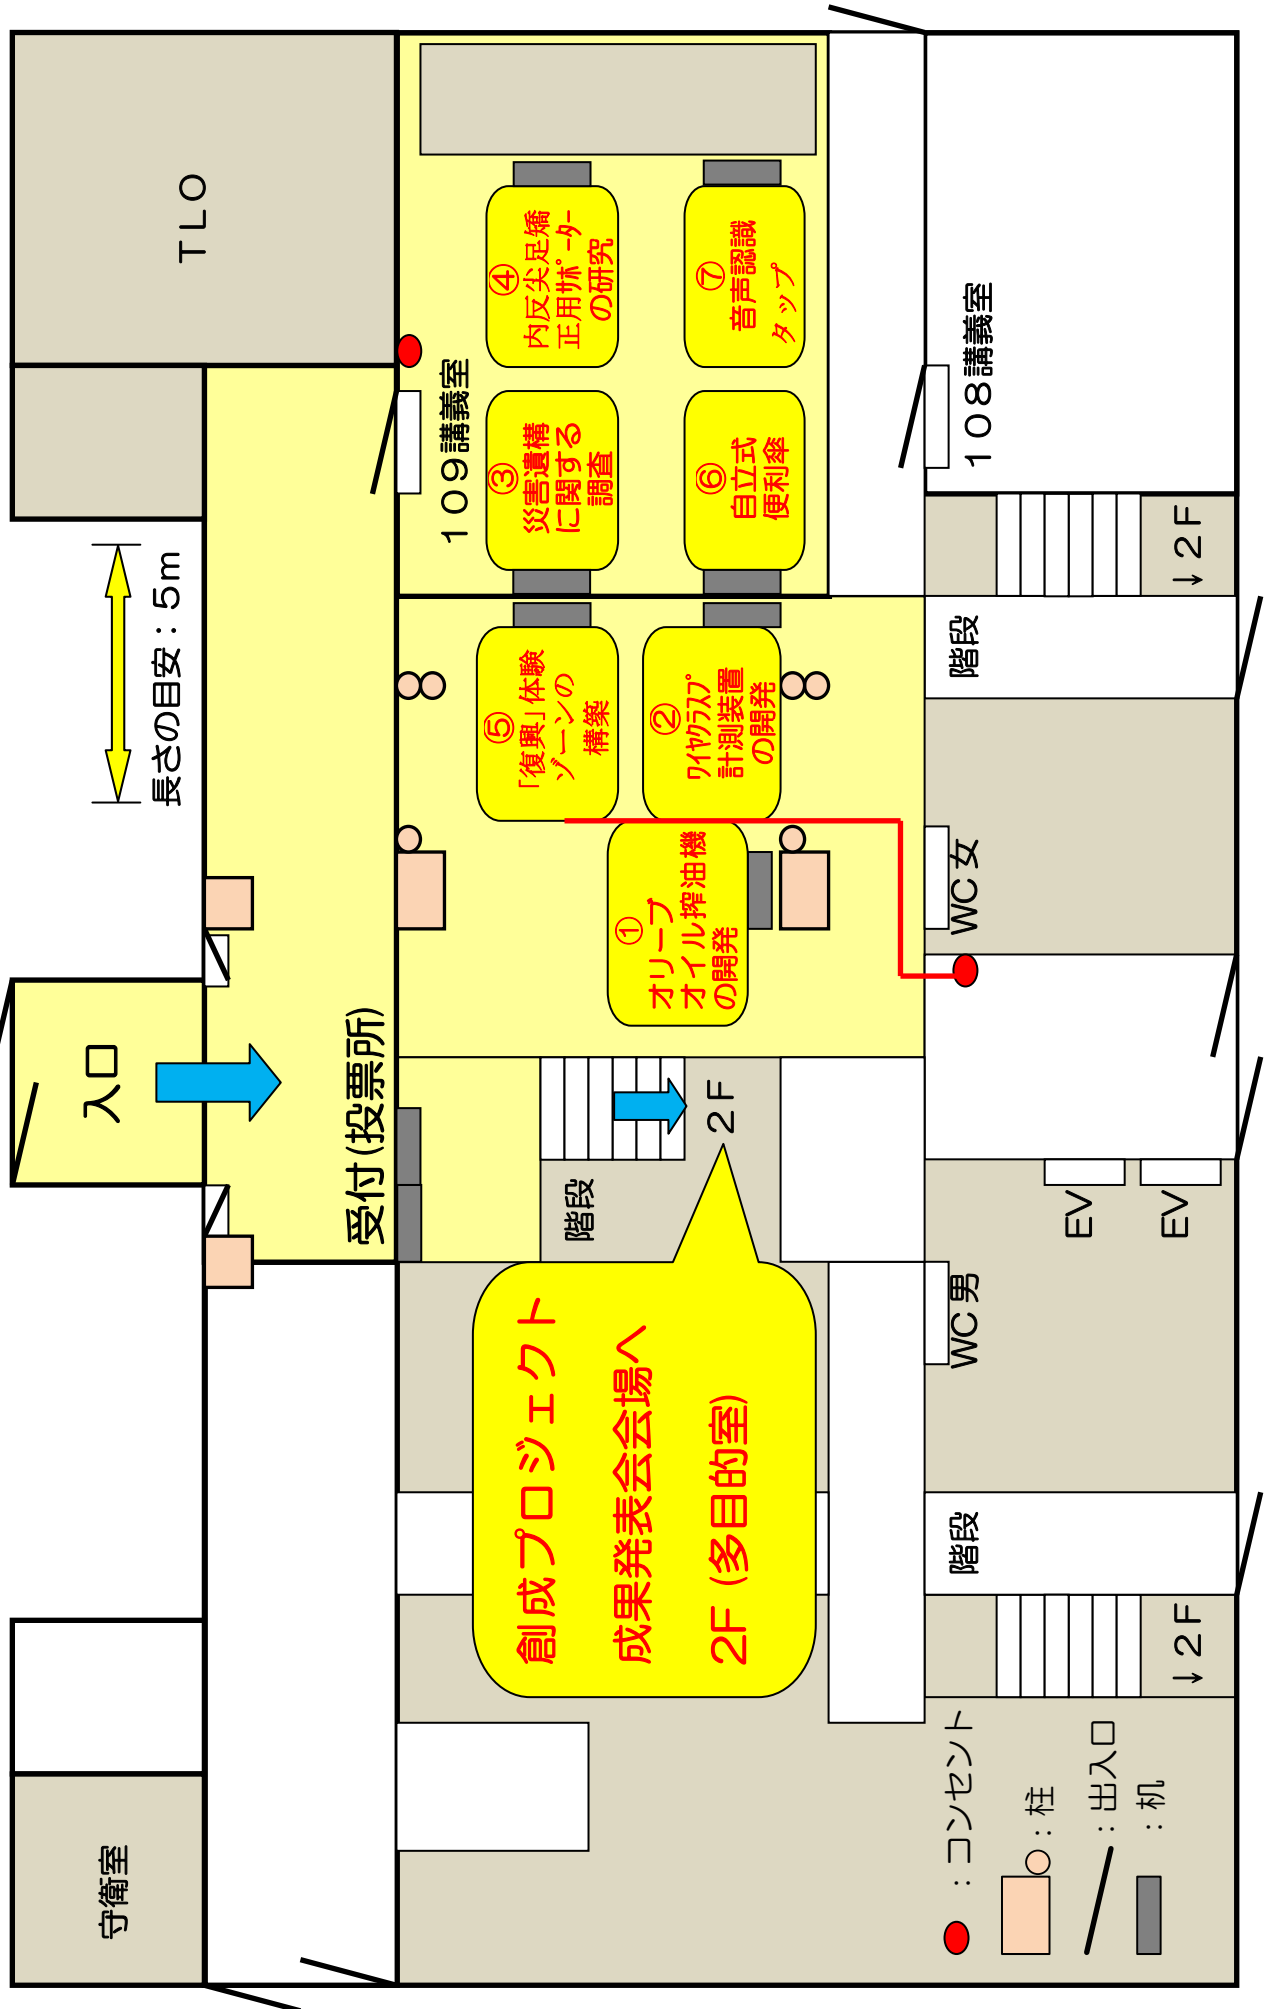 TLO
長さの目安：5m
入口
受付(投票所)
守衛室
109講義室
④
内反尖足矯
正用ｻﾎﾟｰﾀｰ
の研究
⑦
音声認識
タップ
③
災害遺構
に関する
調査
⑥
自立式
便利傘
⑤
「復興」体験
ゾーンの
構築
②
ﾜｲﾔｸﾗｽﾌﾟ
計測装置
の開発
①
オリーブ
オイル搾油機
の開発
階段
2F
創成プロジェクト
成果発表会会場へ
2F (多目的室)
108講義室
階段
↓2F
WC女
EV
EV
WC男
階段
↓2F
：コンセント
：柱
：出入口
：机